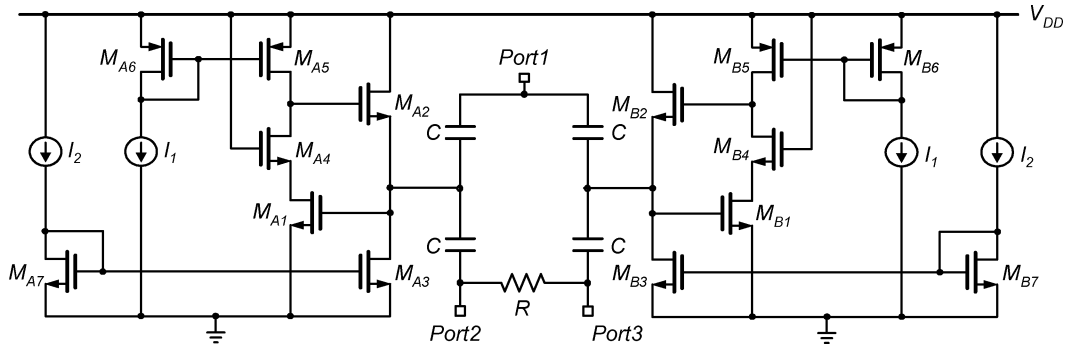 V_DD
M_A6
M_A5
Port1
M_B5
M_B6
M_A2
M_B2
C
C
I_2
I_1
M_A4
M_B4
I_1
I_2
M_A1
M_B1
C
C
M_A7
M_A3
M_B3
M_B7
R
Port2
Port3